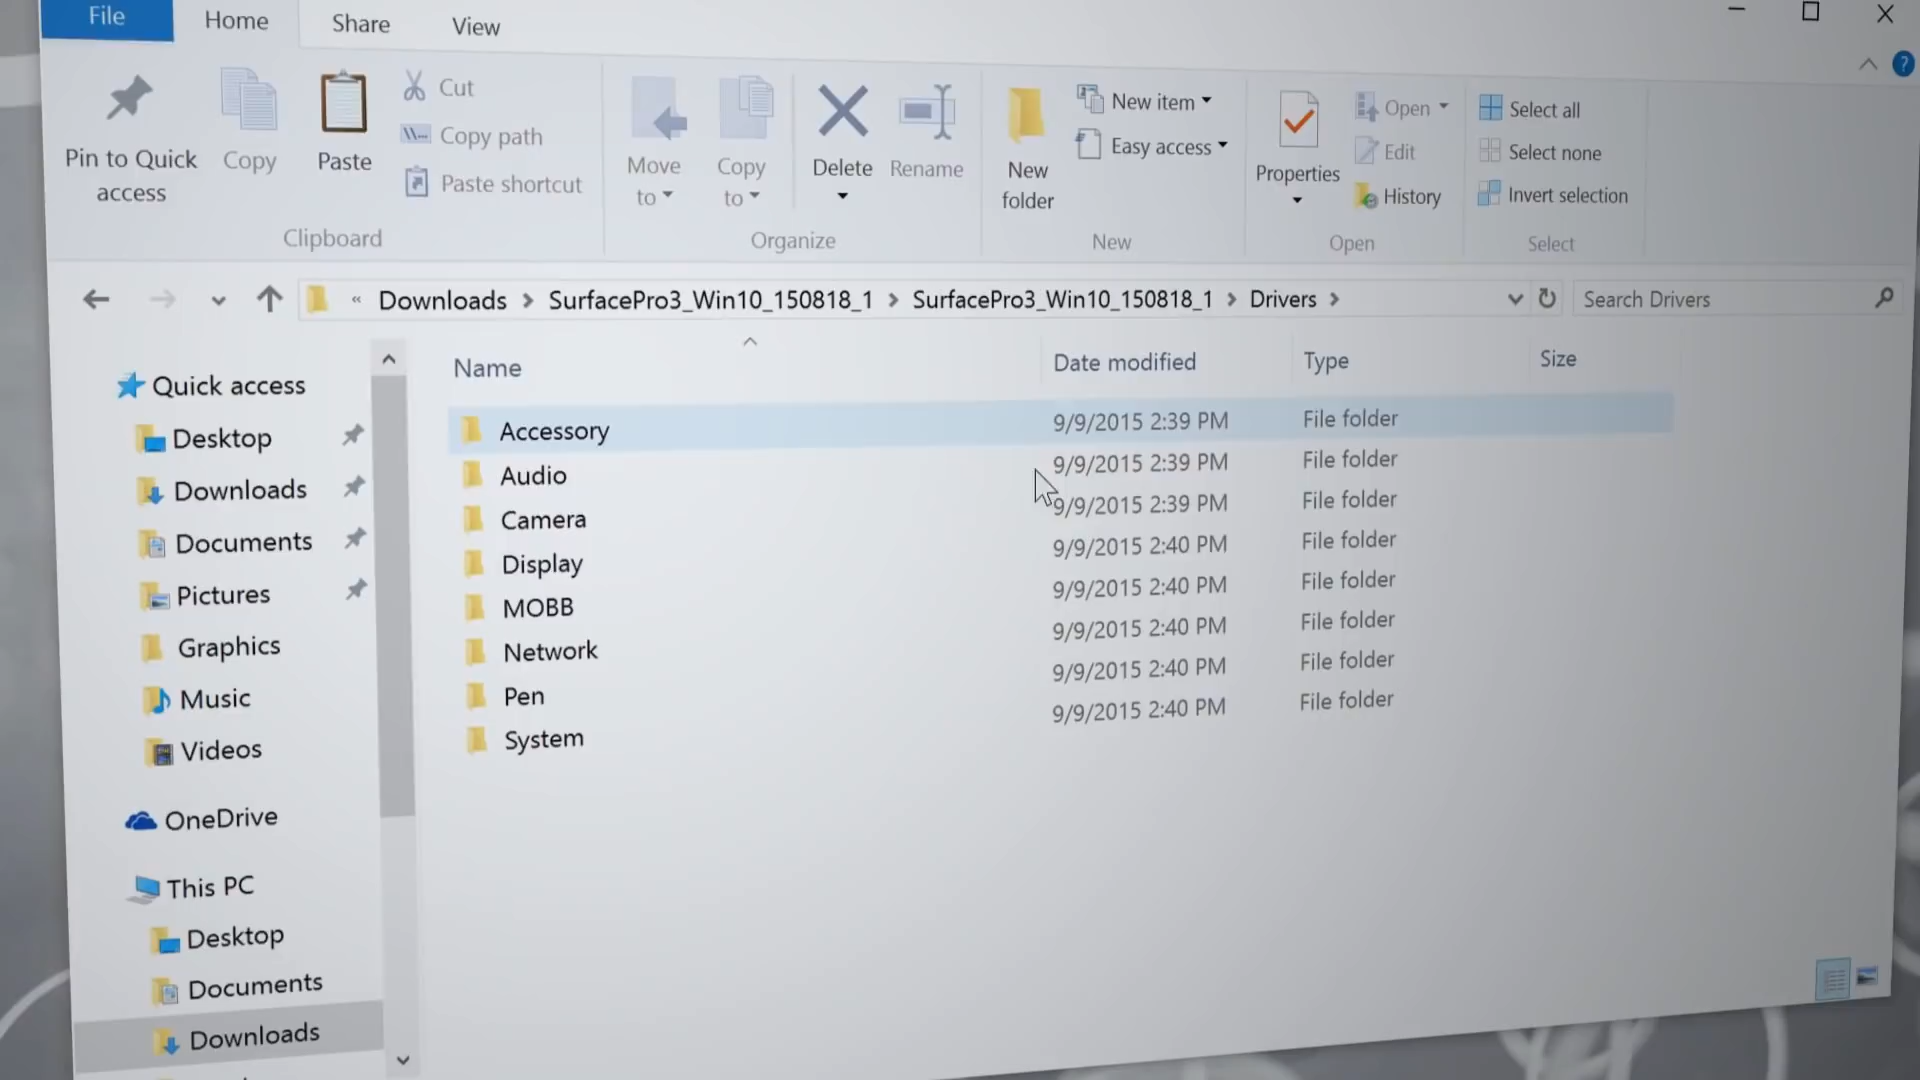 File
Home
Share
View
?
Pin to Quick
access
Copy
Paste
Cut
Copy path
Paste shortcut
Clipboard
Move
to
Copy
to
Delete
Rename
Organize
New
folder
New item
Easy access
New
Properties
Open
Edit
History
Open
Select all
Select none
Invert selection
Select
« Downloads > SurfacePro3_Win10_150818_1 > SurfacePro3_Win10_150818_1 > Drivers >
Search Drivers
Quick access
Desktop
Downloads
Documents
Pictures
Graphics
Music
Videos
OneDrive
This PC
Desktop
Documents
Downloads
Name Date modified Type Size
Accessory 9/9/2015 2:39 PM File folder
Audio 9/9/2015 2:39 PM File folder
Camera 9/9/2015 2:39 PM File folder
Display 9/9/2015 2:40 PM File folder
MOBB 9/9/2015 2:40 PM File folder
Network 9/9/2015 2:40 PM File folder
Pen 9/9/2015 2:40 PM File folder
System 9/9/2015 2:40 PM File folder